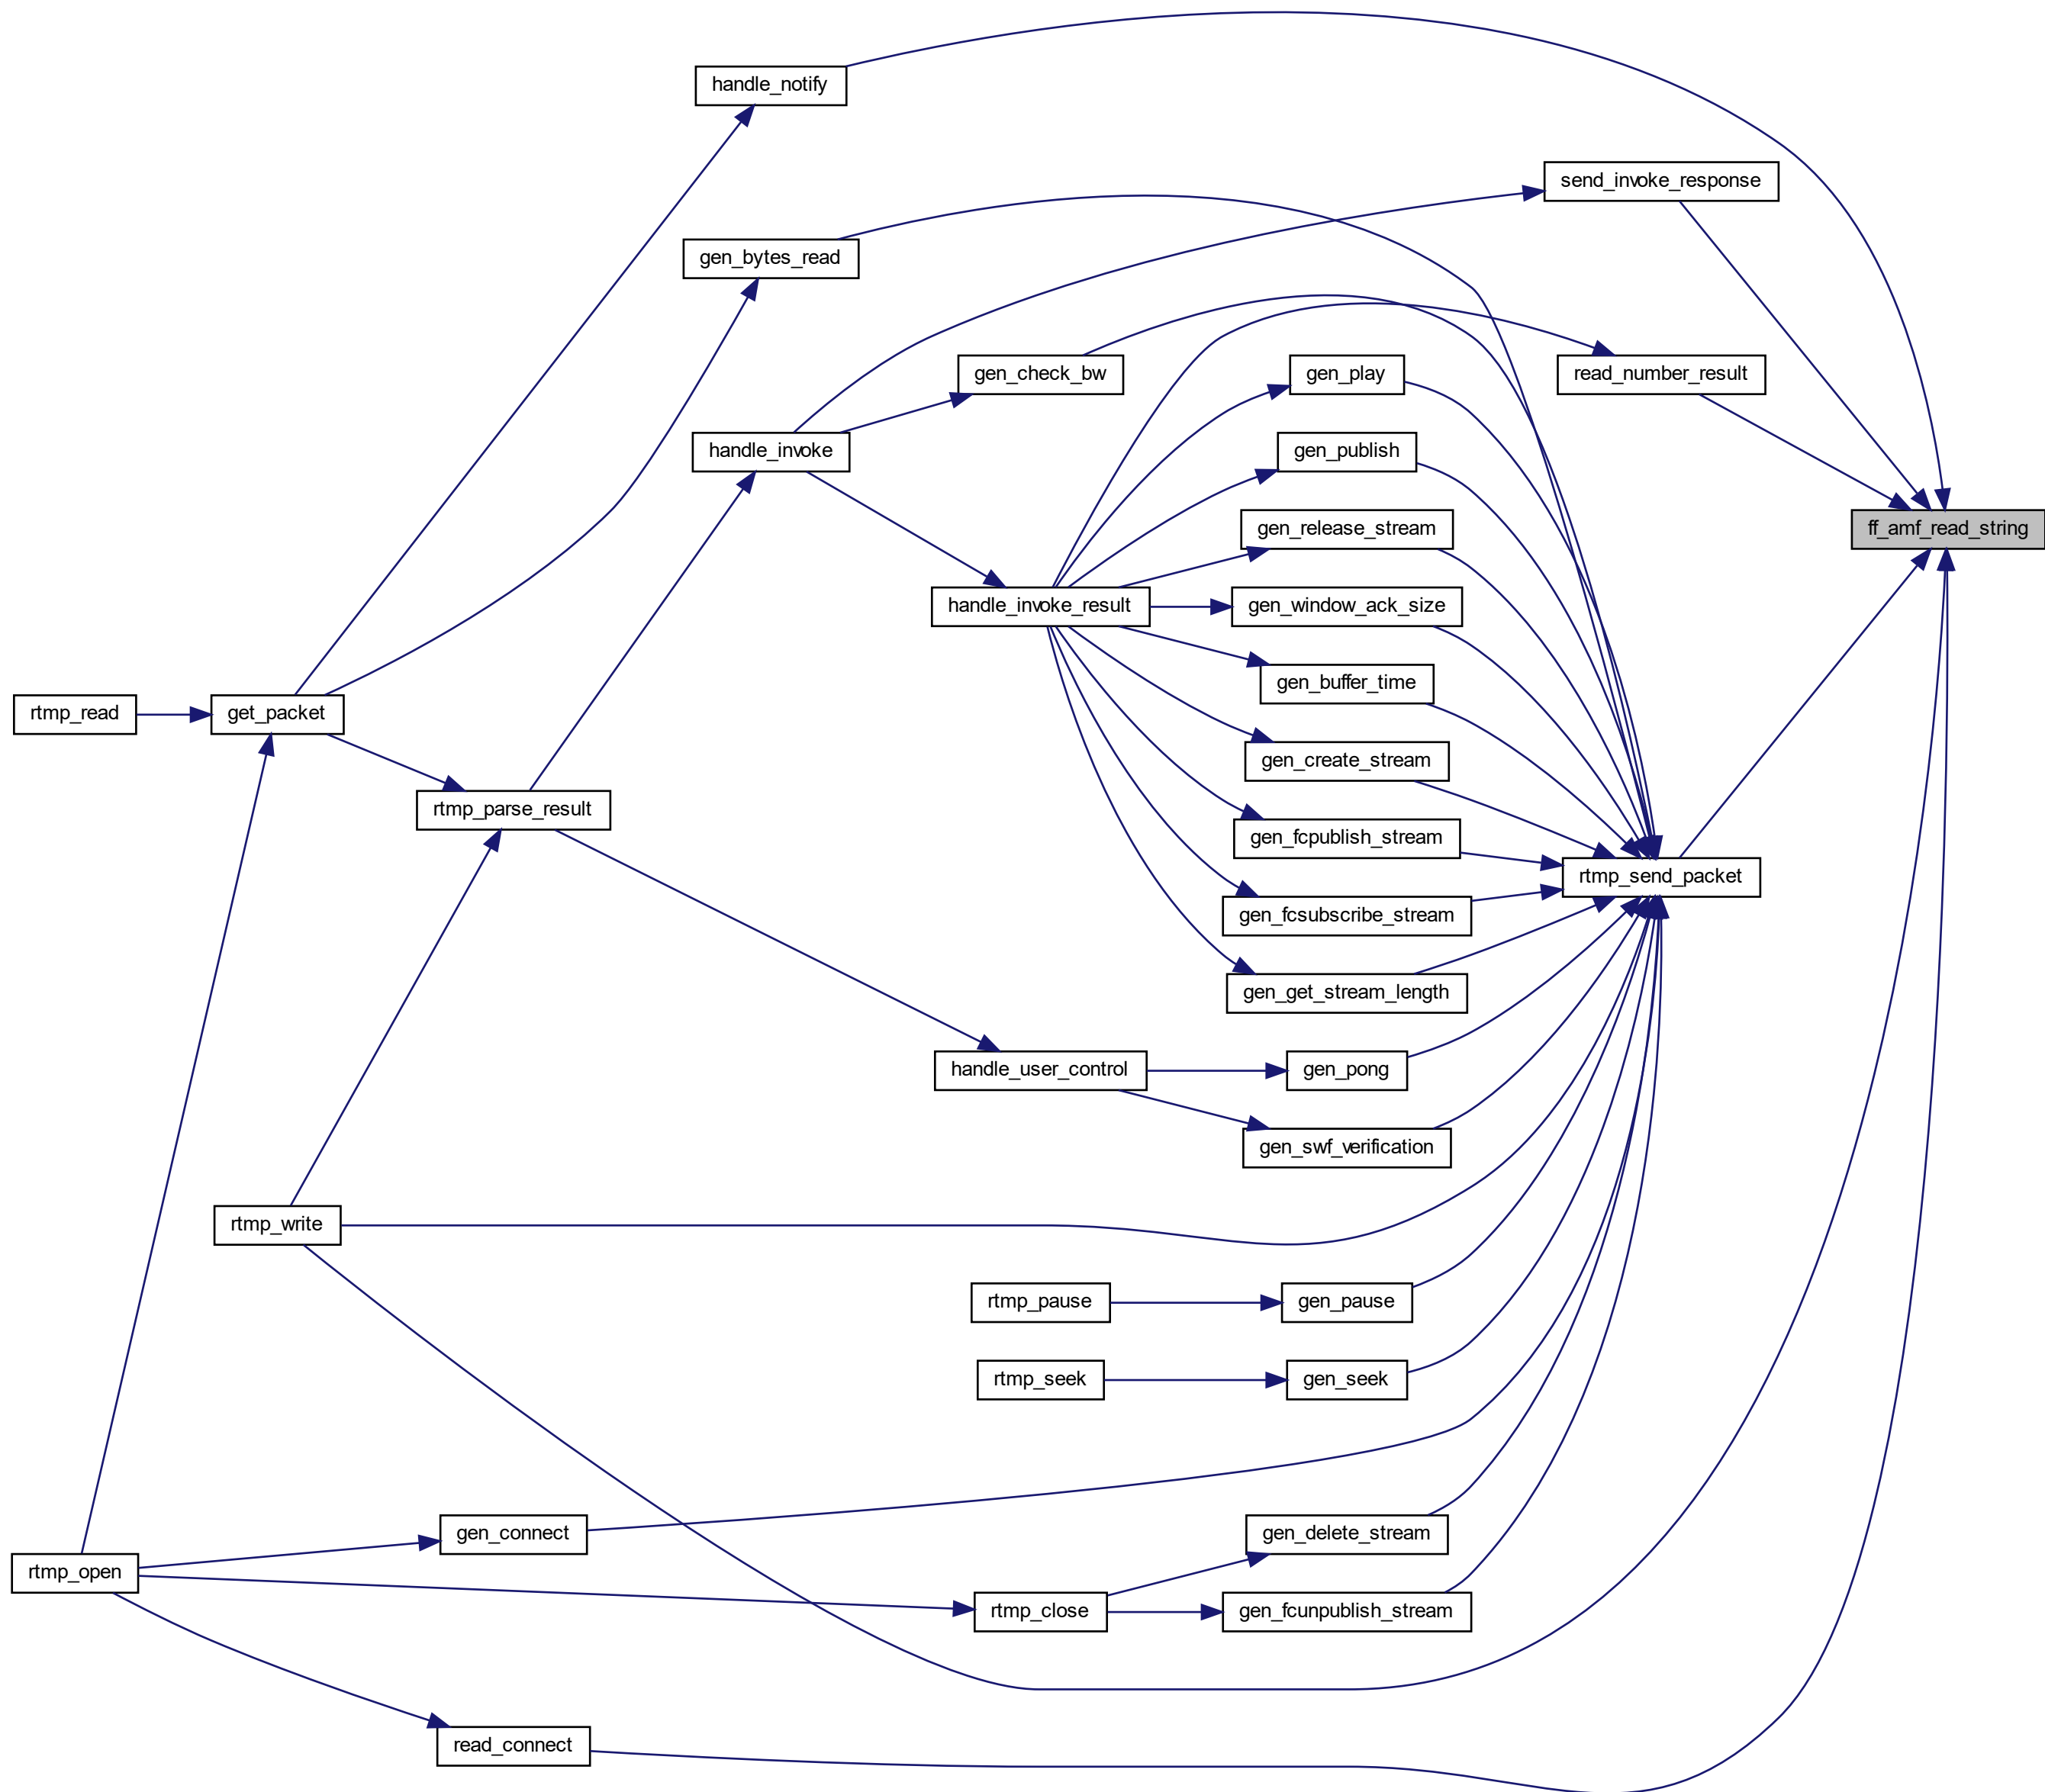 handle_notify
send_invoke_response
gen_bytes_read
gen_check_bw
gen_play
read_number_result
handle_invoke
gen_publish
gen_release_stream
ff_amf_read_string
handle_invoke_result
gen_window_ack_size
gen_buffer_time
rtmp_read
get_packet
gen_create_stream
rtmp_parse_result
gen_fcpublish_stream
rtmp_send_packet
gen_fcsubscribe_stream
gen_get_stream_length
handle_user_control
gen_pong
gen_swf_verification
rtmp_write
rtmp_pause
gen_pause
rtmp_seek
gen_seek
gen_connect
gen_delete_stream
rtmp_open
rtmp_close
gen_fcunpublish_stream
read_connect